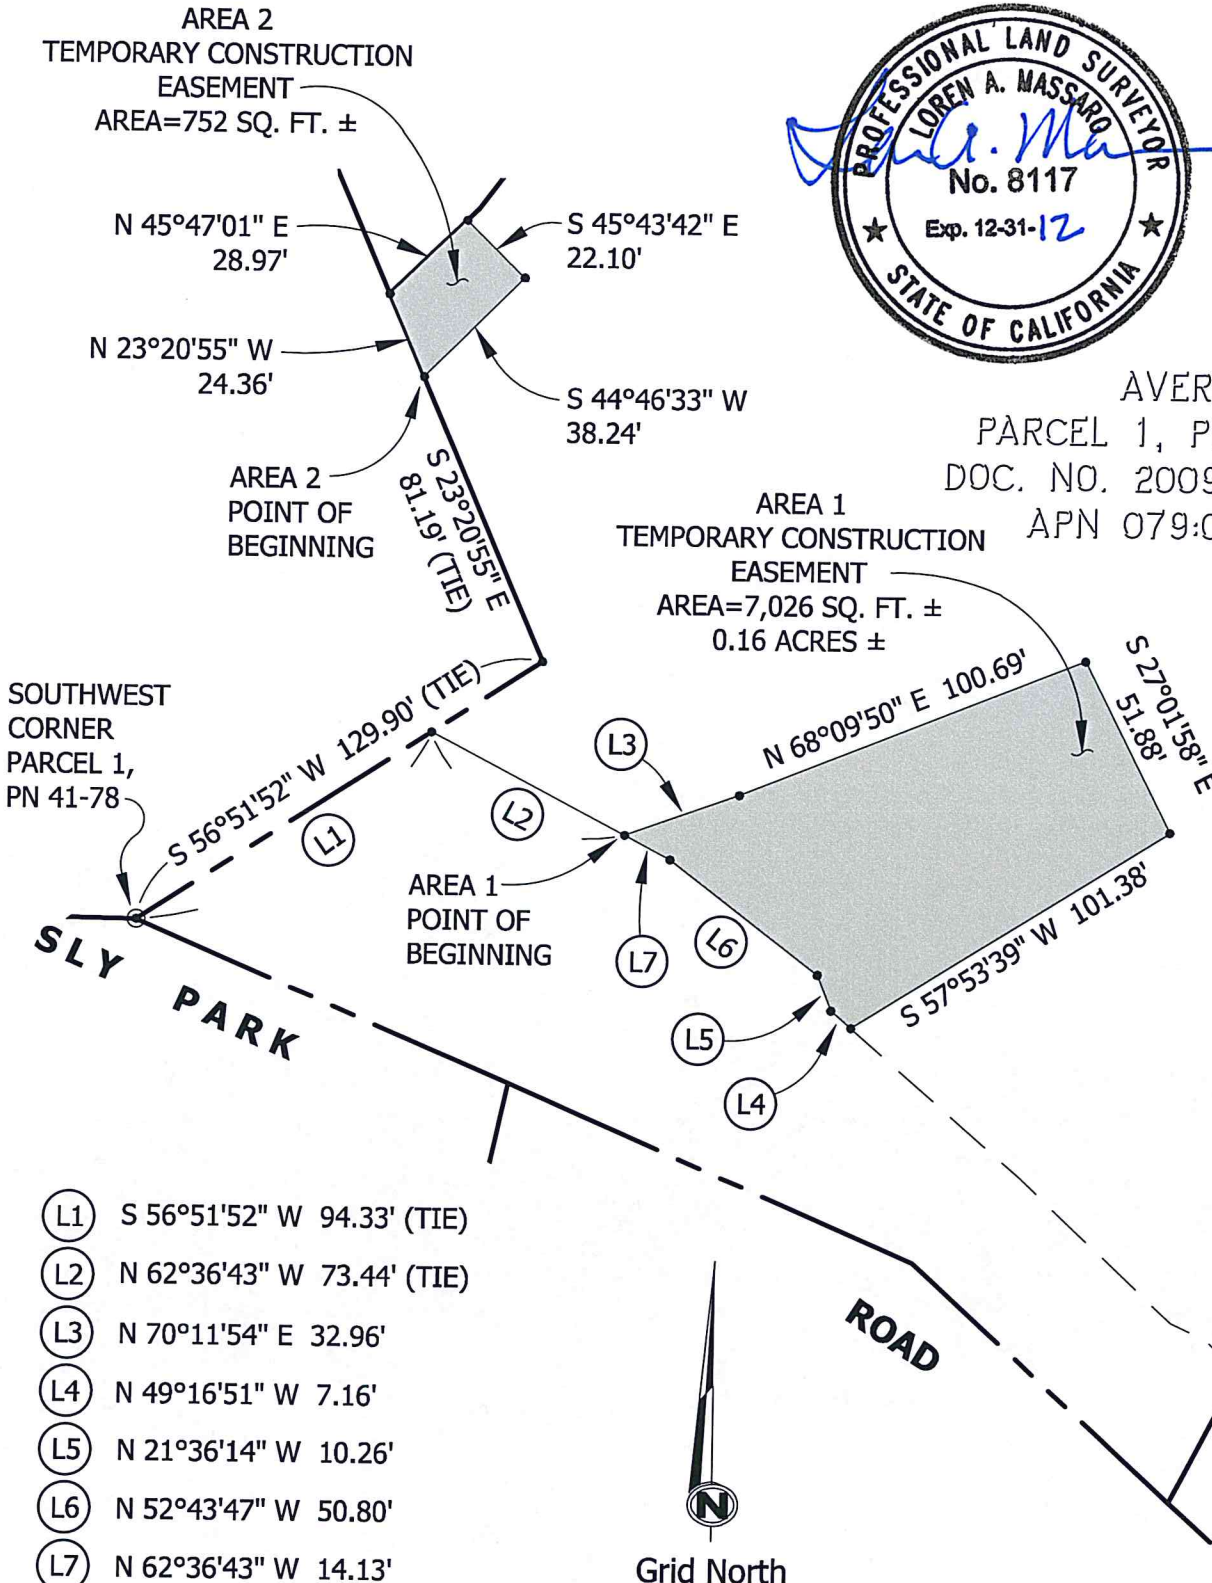 AREA 2
TEMPORARY CONSTRUCTION
EASEMENT
AREA=752 SQ. FT. ±
PROFESSIONAL LAND SURVEYOR
LOREN A. MASSARO
No. 8117
Exp. 12-31-12
STATE OF CALIFORNIA
N 45°47'01" E
28.97'
S 45°43'42" E
22.10'
N 23°20'55" W
24.36'
S 44°46'33" W
38.24'
AREA 2
POINT OF
BEGINNING
S 23°20'55" E
81.19' (TIE)
AVER
PARCEL 1, P
DOC. NO. 2009
APN 079:0
AREA 1
TEMPORARY CONSTRUCTION
EASEMENT
AREA=7,026 SQ. FT. ±
0.16 ACRES ±
SOUTHWEST
CORNER
PARCEL 1,
PN 41-78
S 56°51'52" W 129.90' (TIE)
L1
L2
L3
N 68°09'50" E 100.69'
S 27°01'58" E
51.88'
AREA 1
POINT OF
BEGINNING
L7
L6
L5
L4
S 57°53'39" W 101.38'
SLY PARK
ROAD
L1 S 56°51'52" W 94.33' (TIE)
L2 N 62°36'43" W 73.44' (TIE)
L3 N 70°11'54" E 32.96'
L4 N 49°16'51" W 7.16'
L5 N 21°36'14" W 10.26'
L6 N 52°43'47" W 50.80'
L7 N 62°36'43" W 14.13'
N
Grid North